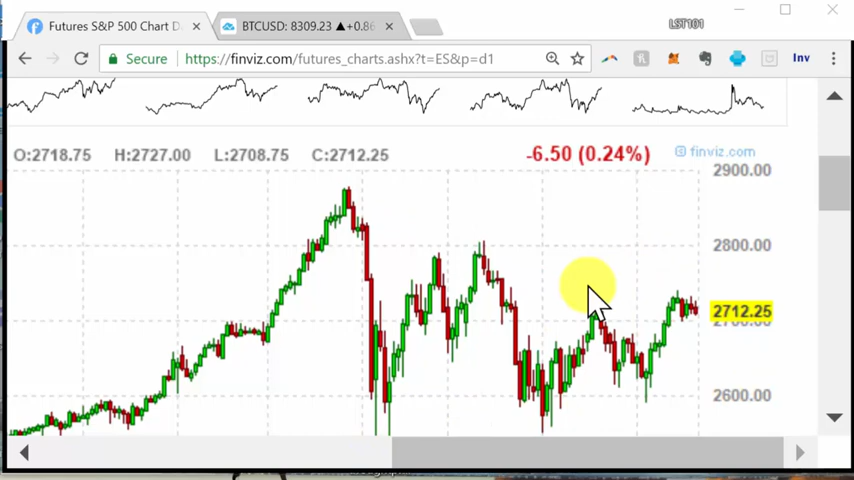 LST101
Futures S&P 500 Chart D
BTCUSD: 8309.23 ▲+0.86
Secure https://finviz.com/futures_charts.ashx?t=ES&p=d1
Inv
O:2718.75 H:2727.00 L:2708.75 C:2712.25 -6.50 (0.24%) finviz.com
2900.00
2800.00
2712.25
2700.00
2600.00